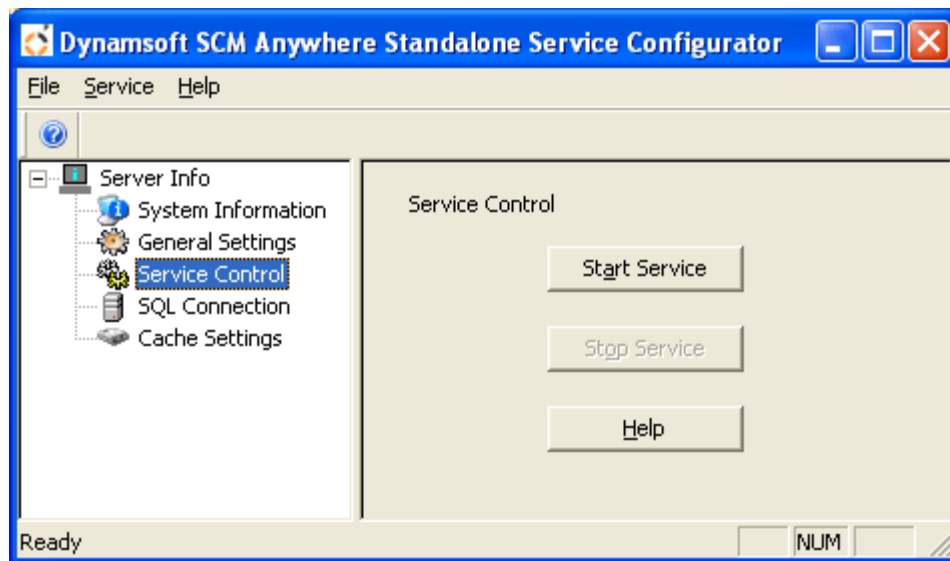 Dynamsoft SCM Anywhere Standalone Service Configurator
File Service Help
Server Info
System Information
General Settings
Service Control
SQL Connection
Cache Settings
Service Control
Start Service
Stop Service
Help
Ready
NUM